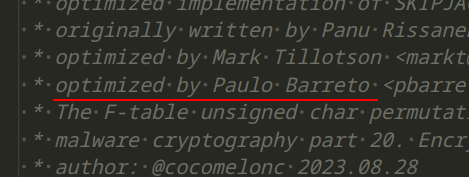 * optimized implementation of SKIPJA
* originally written by Panu Rissane
* optimized by Mark Tillotson <markt
* optimized by Paulo Barreto <pbarre
* The F-table unsigned char permutat
* malware cryptography part 20. Encr
* author: @cocomelonc 2023.08.28